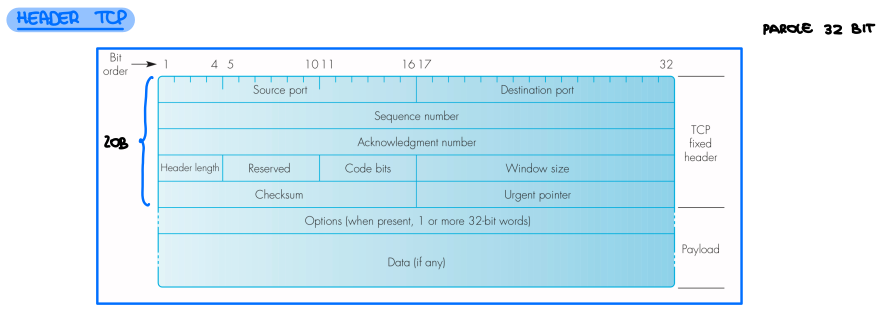 HEADER TCP
PAROLE 32 BIT
Bit order 1 4 5 10 11 16 17 32
Source port Destination port
Sequence number
Acknowledgment number
20B
TCP fixed header
Header length Reserved Code bits Window size
Checksum Urgent pointer
Options (when present, 1 or more 32-bit words)
Payload
Data (if any)